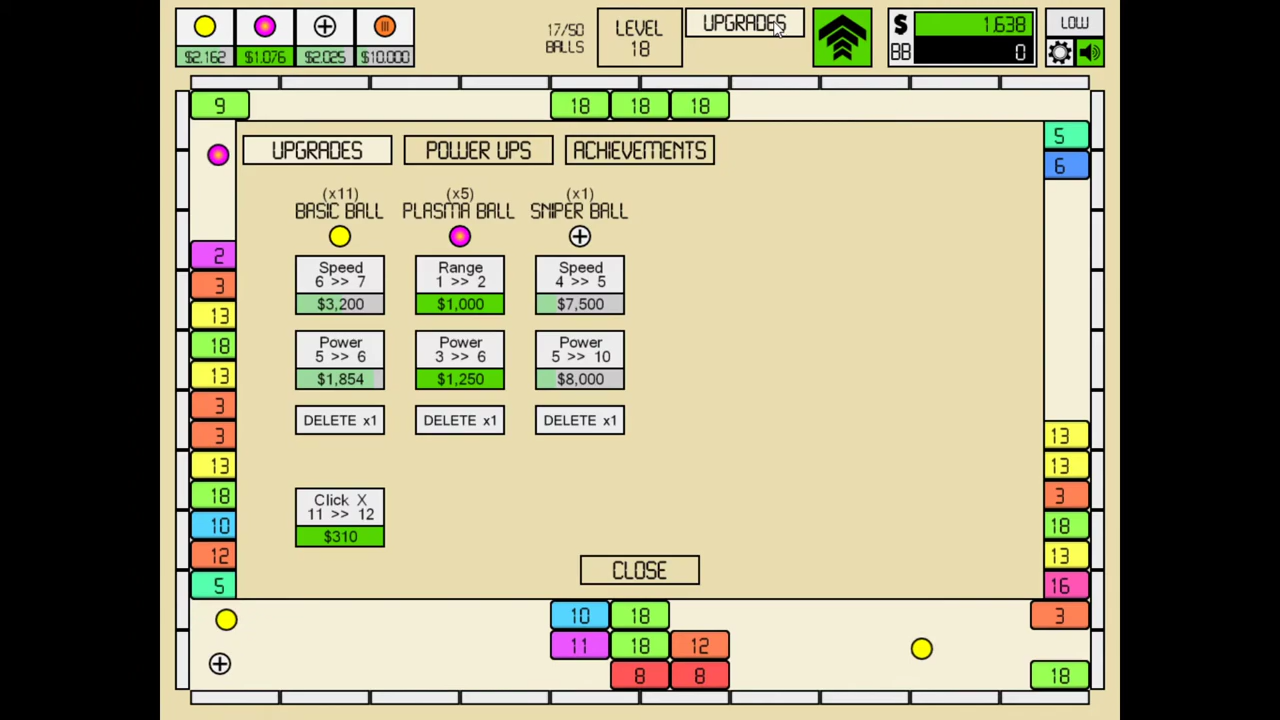 $2.162
$1.076
$2.025
$10.000
17/50
BALLS
LEVEL
18
UPGRADES
$ 1.638
BB 0
LOW
9
18 18 18
5
6
UPGRADES
POWER UPS
ACHIEVEMENTS
(x11)
BASIC BALL
(x5)
PLASMA BALL
(x1)
SNIPER BALL
Speed
6 >> 7
$3,200
Range
1 >> 2
$1,000
Speed
4 >> 5
$7,500
Power
5 >> 6
$1,854
Power
3 >> 6
$1,250
Power
5 >> 10
$8,000
DELETE x1
DELETE x1
DELETE x1
Click X
11 >> 12
$310
CLOSE
2
3
13
18
13
3
3
13
18
10
12
5
13
13
3
18
13
16
3
18
10 18
11 18 12
8 8